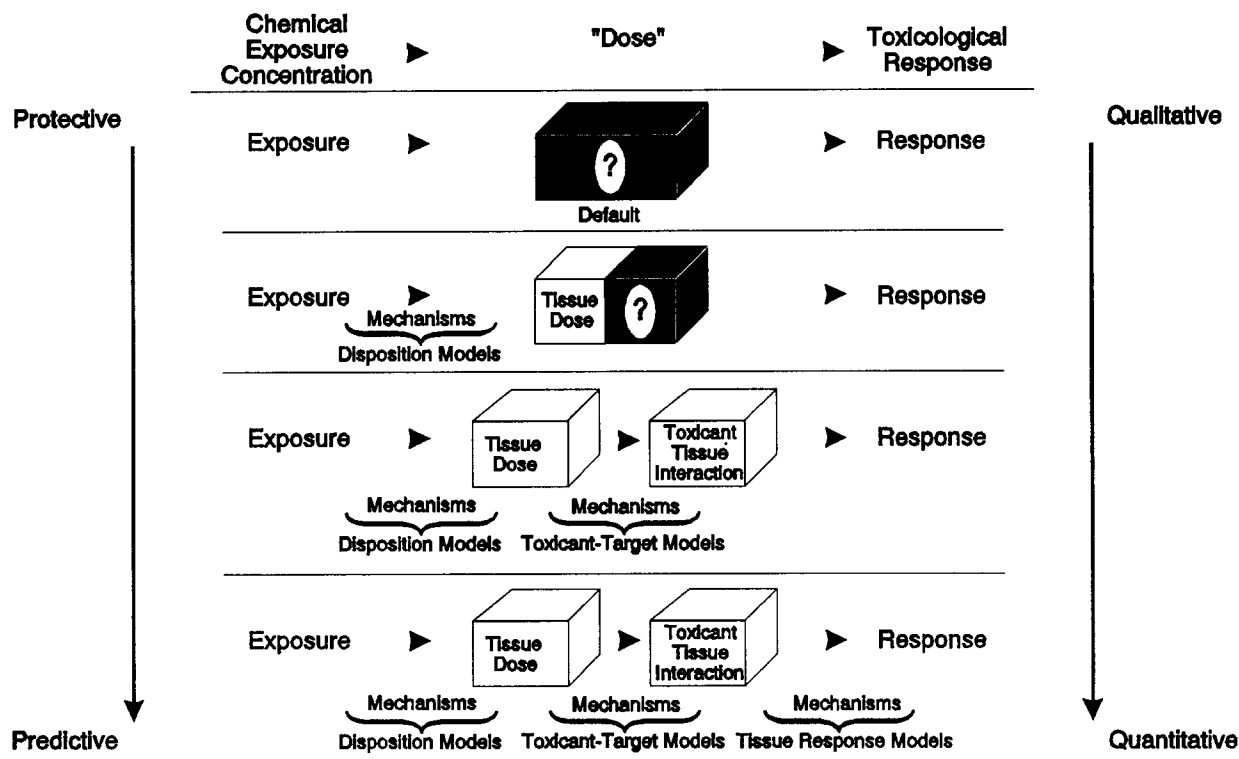 Chemical
Exposure
Concentration
"Dose"
Toxicological
Response
Protective
Qualitative
Exposure
?
Response
Default
Exposure
Tissue
Dose
?
Response
Mechanisms
Disposition Models
Exposure
Tissue
Dose
Toxicant
Tissue
Interaction
Response
Mechanisms
Mechanisms
Disposition Models
Toxicant-Target Models
Exposure
Tissue
Dose
Toxicant
Tissue
Interaction
Response
Mechanisms
Mechanisms
Mechanisms
Disposition Models
Toxicant-Target Models
Tissue Response Models
Predictive
Quantitative